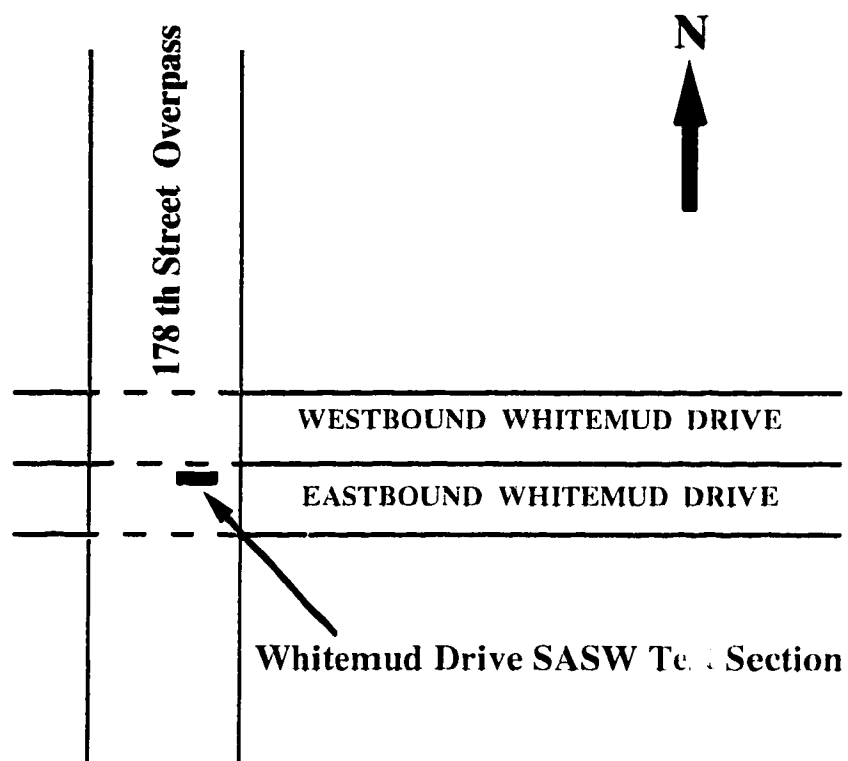 N
178 th Street Overpass
WESTBOUND WHITEMUD DRIVE
EASTBOUND WHITEMUD DRIVE
Whitemud Drive SASW Section